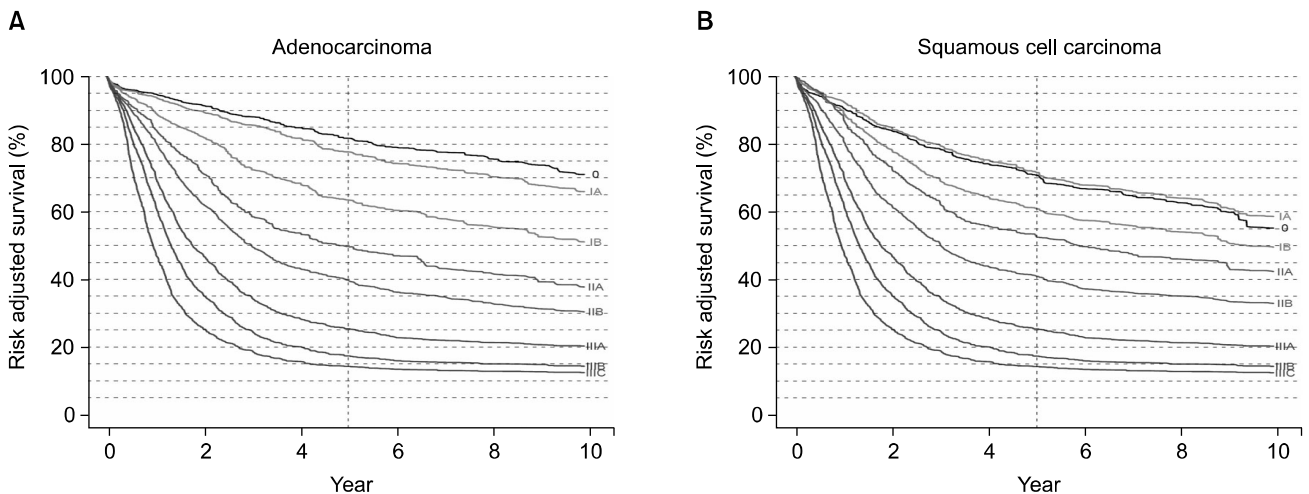 A
Adenocarcinoma
Risk adjusted survival (%)
100
80
60
40
20
0
0
IA
IB
IIA
IIB
IIIA
IIIB
IIIC
0 2 4 6 8 10
Year
B
Squamous cell carcinoma
Risk adjusted survival (%)
100
80
60
40
20
0
IA
0
IB
IIA
IIB
IIIA
IIIB
IIIC
0 2 4 6 8 10
Year